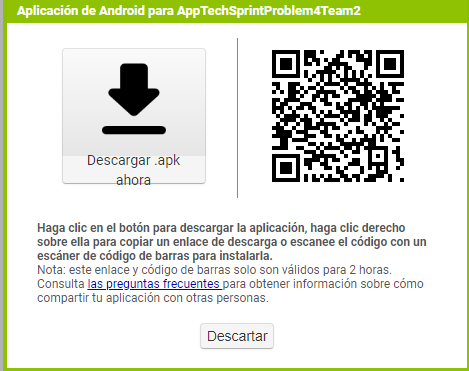 Aplicación de Android para AppTechSprintProblem4Team2
Descargar .apk
ahora
Haga clic en el botón para descargar la aplicación, haga clic derecho
sobre ella para copiar un enlace de descarga o escanee el código con un
escáner de código de barras para instalarla.
Nota: este enlace y código de barras solo son válidos para 2 horas.
Consulta las preguntas frecuentes para obtener información sobre cómo
compartir tu aplicación con otras personas.
Descartar